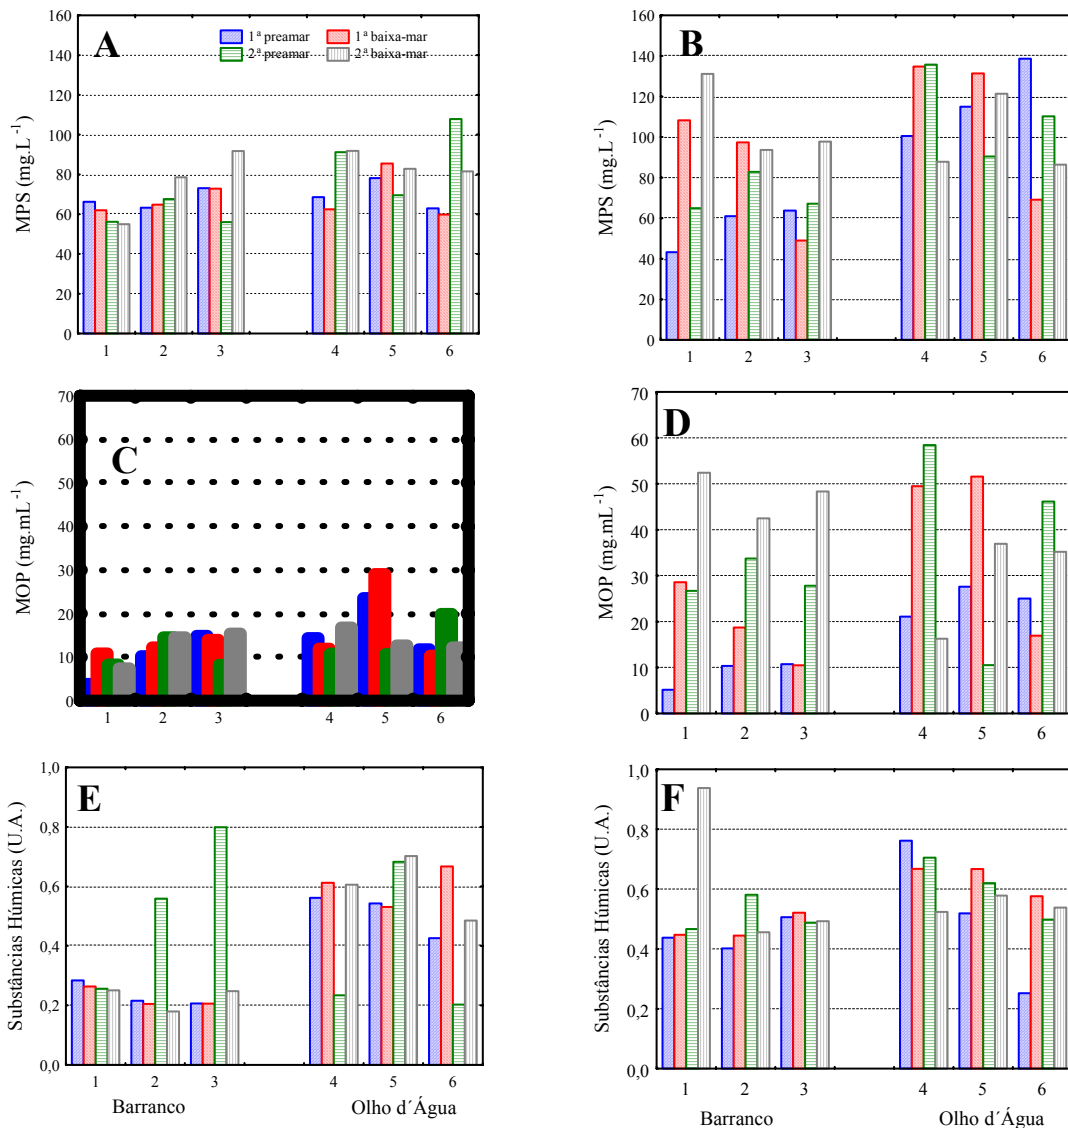 A
1ª preamar 1ª baixa-mar
2ª preamar 2ª baixa-mar
MPS (mg.L⁻¹)
160
140
120
100
80
60
40
20
0
1 2 3 4 5 6
B
MPS (mg.L⁻¹)
160
140
120
100
80
60
40
20
0
1 2 3 4 5 6
C
MOP (mg.mL⁻¹)
70
60
50
40
30
20
10
0
1 2 3 4 5 6
D
MOP (mg.mL⁻¹)
70
60
50
40
30
20
10
0
1 2 3 4 5 6
E
Substâncias Húmicas (U.A.)
1,0
0,8
0,6
0,4
0,2
0,0
1 2 3 4 5 6
Barranco Olho d´Água
F
Substâncias Húmicas (U.A.)
1,0
0,8
0,6
0,4
0,2
0,0
1 2 3 4 5 6
Barranco Olho d´Água